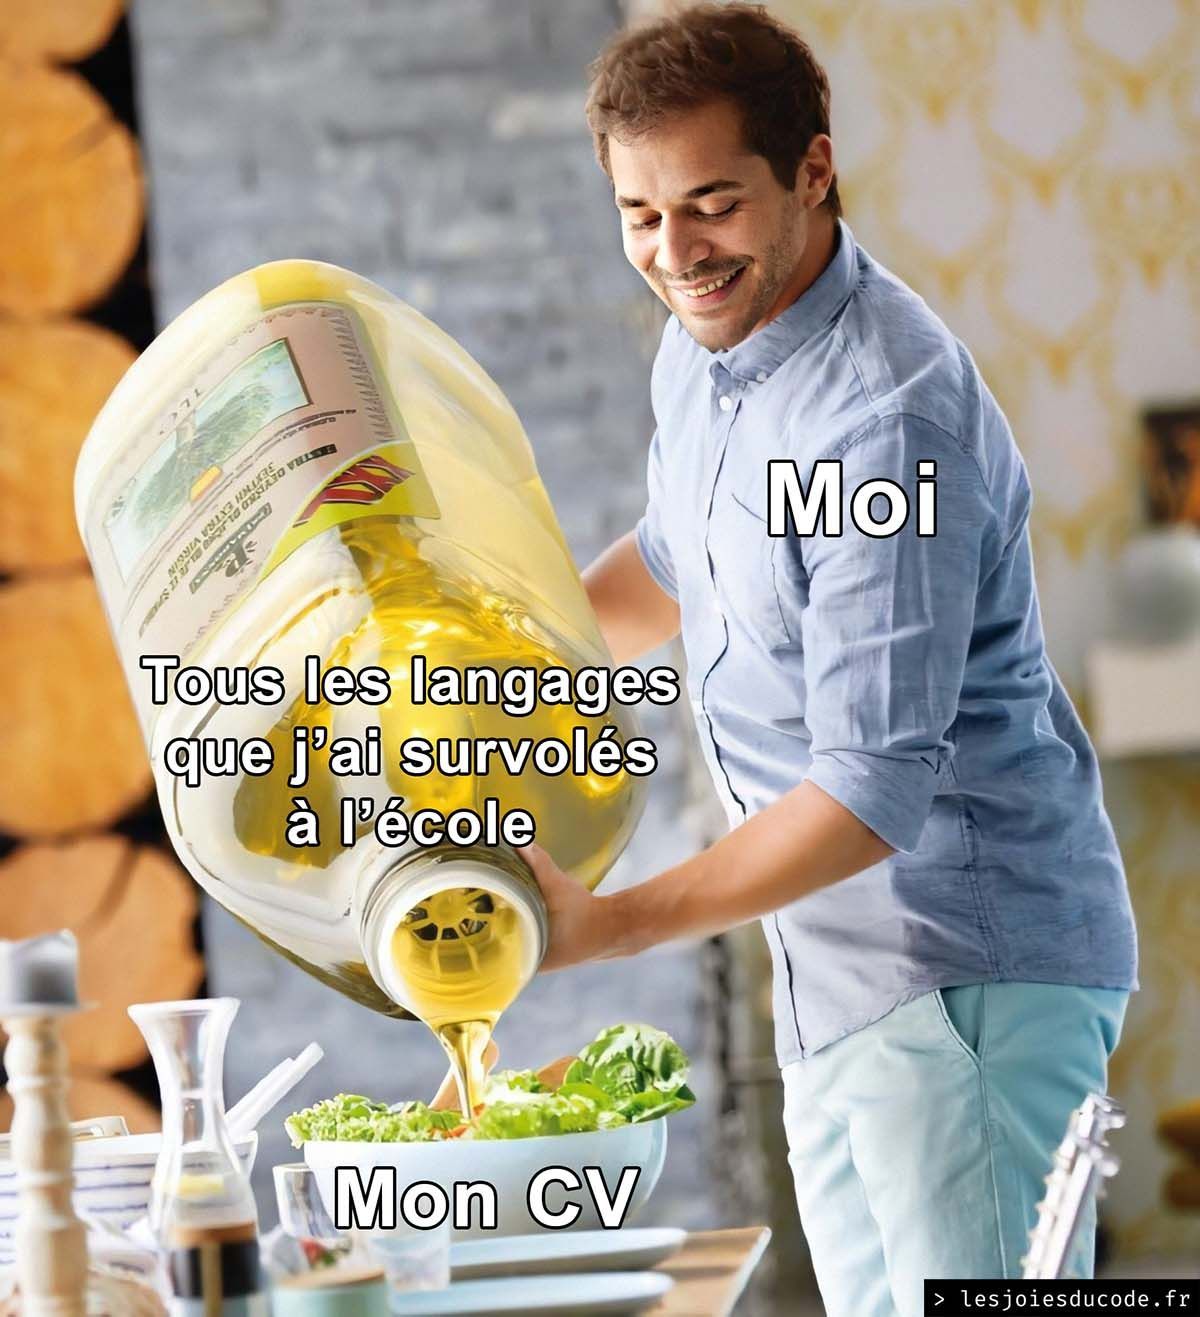 Moi
Tous les langages
que j’ai survolés
à l’école
Mon CV
> lesjoiesducode.fr